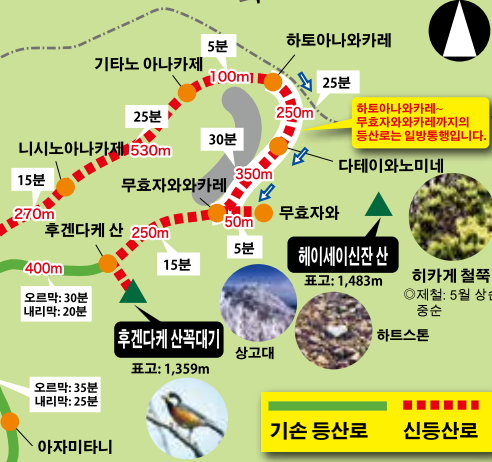 5분
하토아나와카레
기타노 아나카제
100m
25분
250m
25분
하토아나와카레~
무효자와와카레까지의
등산로는 일방통행입니다.
530m
30분
니시노아나카제
다테이와노미네
350m
15분
무효자와와카레
270m
50m
무효자와
후겐다케 산
250m
5분
헤이세이신잔 산
표고: 1,483m
15분
400m
히카게 철쭉
◎제철: 5월 상순
중순
오르막: 30분
내리막: 20분
후겐다케 산꼭대기
표고: 1,359m
상고대
하트스톤
오르막: 35분
내리막: 25분
아자미타니
기손 등산로
신등산로